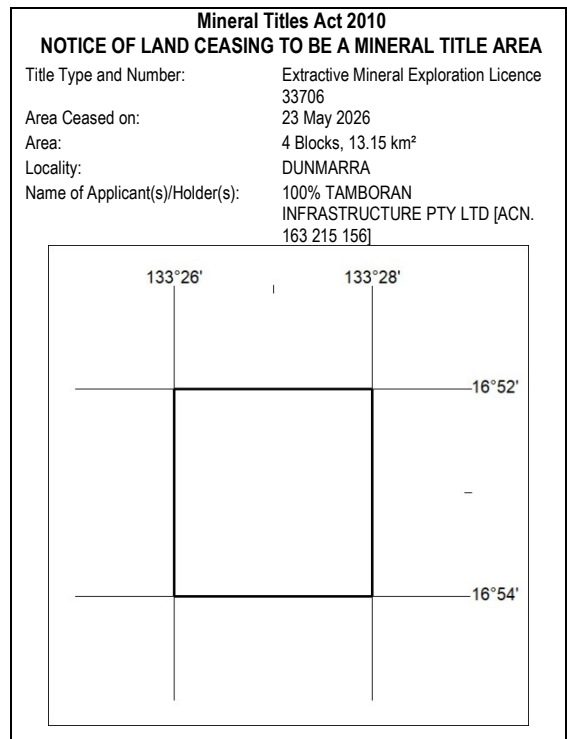 Mineral Titles Act 2010
NOTICE OF LAND CEASING TO BE A MINERAL TITLE AREA
Title Type and Number: Extractive Mineral Exploration Licence
33706
Area Ceased on: 23 May 2026
Area: 4 Blocks, 13.15 km²
Locality: DUNMARRA
Name of Applicant(s)/Holder(s): 100% TAMBORAN
INFRASTRUCTURE PTY LTD [ACN.
163 215 156]
133°26' 133°28'
16°52'
16°54'